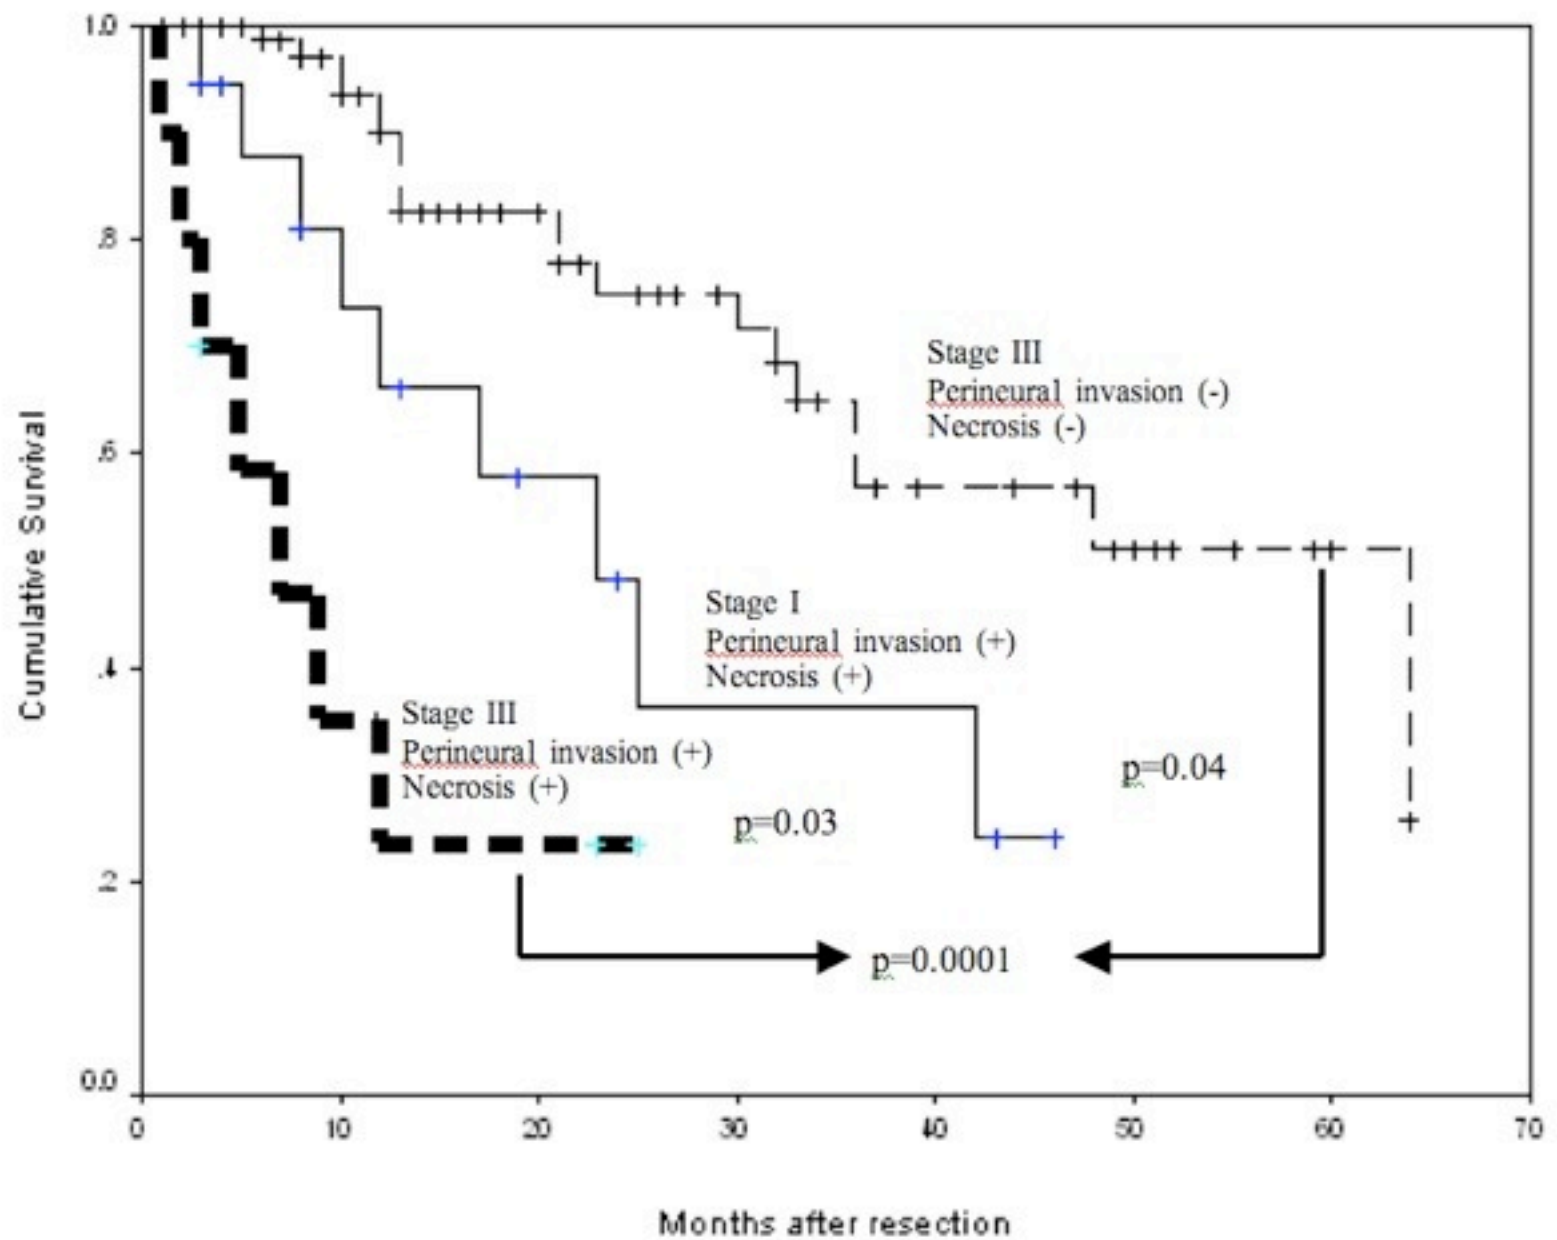 1.0
.8
.6
.4
.2
0.0
Cumulative Survival
Stage III
Perineural invasion (-)
Necrosis (-)
Stage I
Perineural invasion (+)
Necrosis (+)
Stage III
Perineural invasion (+)
Necrosis (+)
p=0.04
p=0.03
p=0.0001
0 10 20 30 40 50 60 70
Months after resection